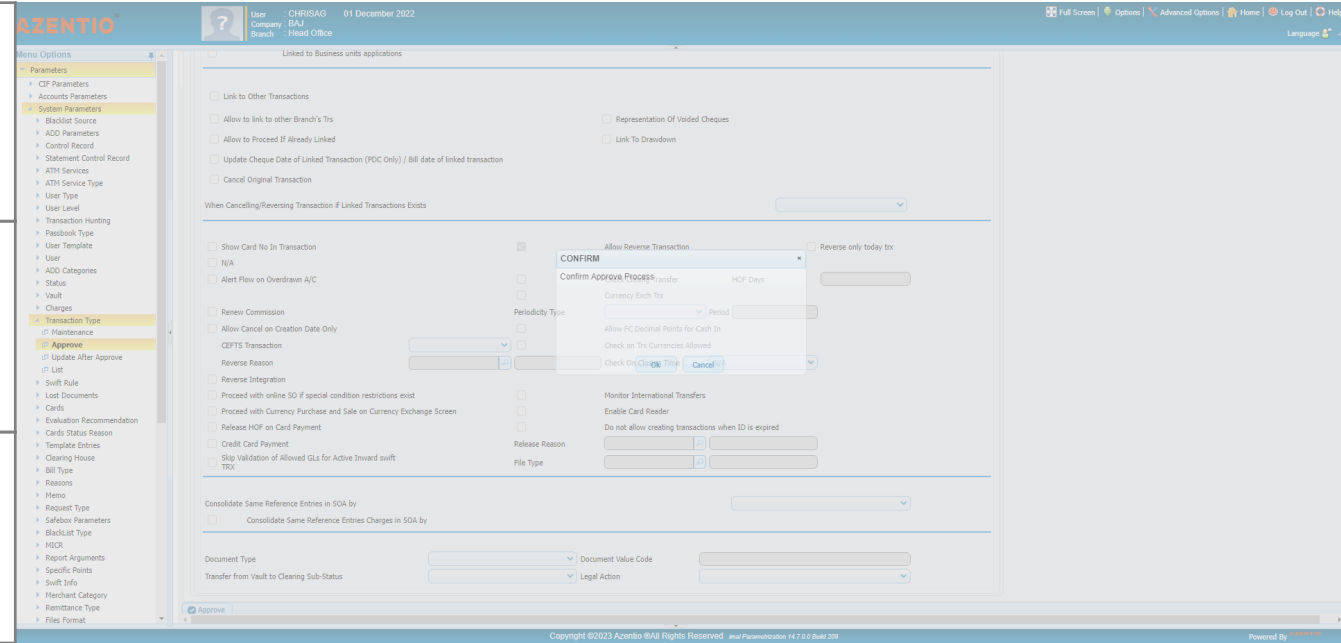 AZENTIO
User : CHRISAG 01 December 2022
Company : BAJ
Branch : Head Office
Full Screen | Options | Advanced Options | Home | Log Out | Help
Language
Menu Options
Parameters
CIF Parameters
Accounts Parameters
System Parameters
Blacklist Source
ADD Parameters
Control Record
Statement Control Record
ATM Services
ATM Service Type
User Type
User Level
Transaction Hunting
Passbook Type
User Template
User
ADD Categories
Status
Vault
Charges
Transaction Type
Maintenance
Approve
Update After Approve
List
Swift Rule
Lost Documents
Cards
Evaluation Recommendation
Cards Status Reason
Template Entries
Clearing House
Bill Type
Reasons
Memo
Request Type
Safebox Parameters
BlackList Type
MICR
Report Arguments
Specific Points
Swift Info
Merchant Category
Remittance Type
Files Format
Linked to Business units applications
Link to Other Transactions
Allow to link to other Branch's Trs Representation Of Voided Cheques
Allow to Proceed If Already Linked Link To Drawdown
Update Cheque Date of Linked Transaction (PDC Only) / Bill date of linked transaction
Cancel Original Transaction
When Cancelling/Reversing Transaction if Linked Transactions Exists
Show Card No In Transaction Allow Reverse Transaction Reverse only today trx
N/A
Alert Flow on Overdrawn A/C Transfer HOF Days
Currency Exch Trx
Renew Commission Periodicity Type Period
Allow Cancel on Creation Date Only Allow FC Decimal Points for Cash In
CEFTS Transaction Check on Trx Currencies Allowed
Reverse Reason Check On Closing Time
Reverse Integration
Proceed with online SO if special condition restrictions exist Monitor International Transfers
Proceed with Currency Purchase and Sale on Currency Exchange Screen Enable Card Reader
Release HOF on Card Payment Do not allow creating transactions when ID is expired
Credit Card Payment Release Reason
Skip Validation of Allowed GLs for Active Inward swift
TRX File Type
CONFIRM ×
Confirm Approve Process
Ok Cancel
Consolidate Same Reference Entries in SOA by
Consolidate Same Reference Entries Charges in SOA by
Document Type Document Value Code
Transfer from Vault to Clearing Sub-Status Legal Action
Approve
Copyright ©2023 Azentio ®All Rights Reserved imal Parametrization 14.7.0.0 Build 209
Powered By